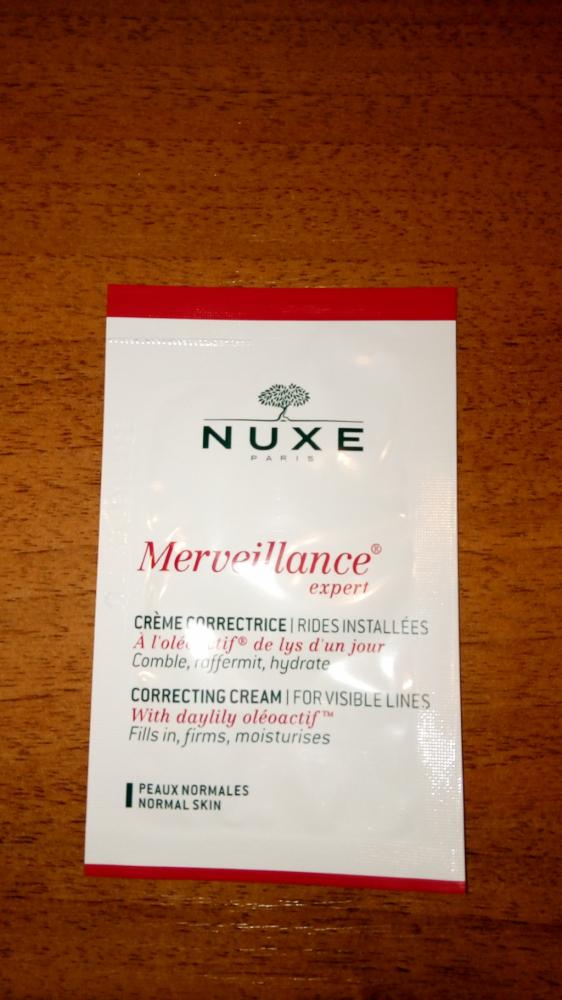 NUXE
PARIS
Merveillance®
expert
CRÈME CORRECTRICE | RIDES INSTALLÉES
À l'oléoactif® de lys d'un jour
Comble, raffermit, hydrate
CORRECTING CREAM | FOR VISIBLE LINES
With daylily oléoactif™
Fills in, firms, moisturises
PEAUX NORMALES
NORMAL SKIN